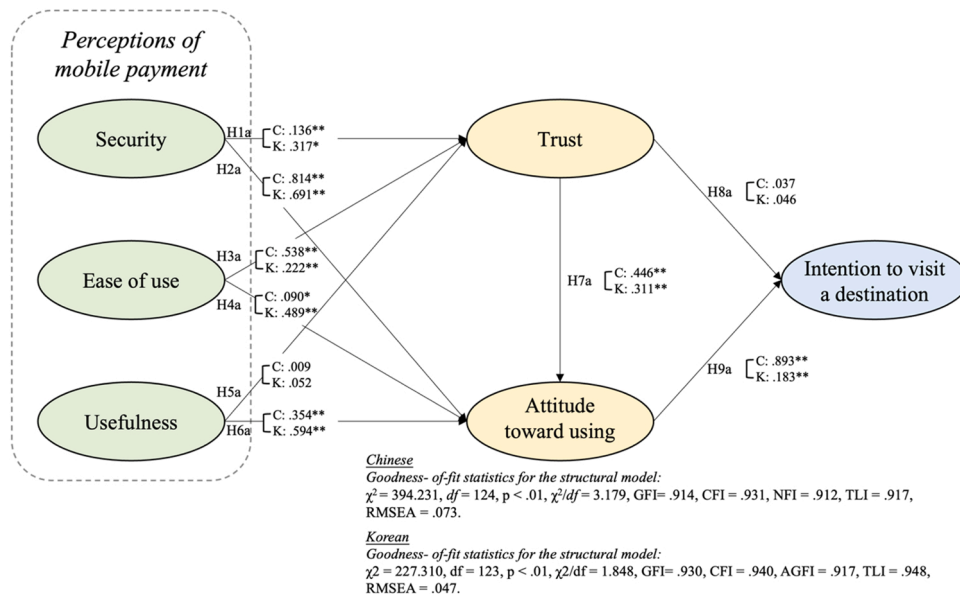 Perceptions of
mobile payment
Security
H1a
C: .136**
K: .317*
H2a
C: .814**
K: .691**
Trust
H8a
C: .037
K: .046
Ease of use
H3a
C: .538**
K: .222**
H4a
C: .090*
K: .489**
H7a
C: .446**
K: .311**
Intention to visit
a destination
Usefulness
H5a
C: .009
K: .052
H6a
C: .354**
K: .594**
Attitude
toward using
H9a
C: .893**
K: .183**
Chinese
Goodness- of-fit statistics for the structural model:
χ² = 394.231, df = 124, p < .01, χ²/df = 3.179, GFI= .914, CFI = .931, NFI = .912, TLI = .917,
RMSEA = .073.
Korean
Goodness- of-fit statistics for the structural model:
χ2 = 227.310, df = 123, p < .01, χ2/df = 1.848, GFI= .930, CFI = .940, AGFI = .917, TLI = .948,
RMSEA = .047.